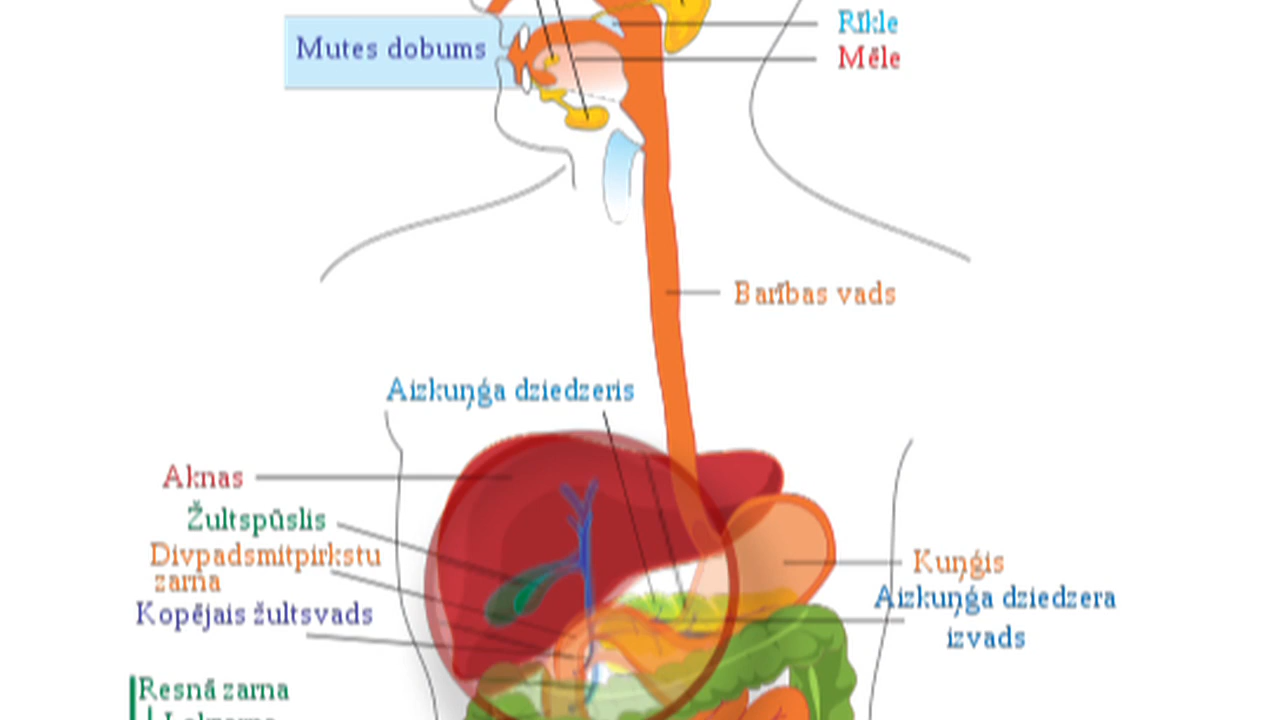 Rīkle
Mutes dobums
Mēle
Barības vads
Aizkuņģa dziedzeris
Aknas
Žultspūslis
Divpadsmitpirkstu
zarna
Kopējais žultsvads
Kuņģis
Aizkuņģa dziedzera
izvads
Resnā zarna